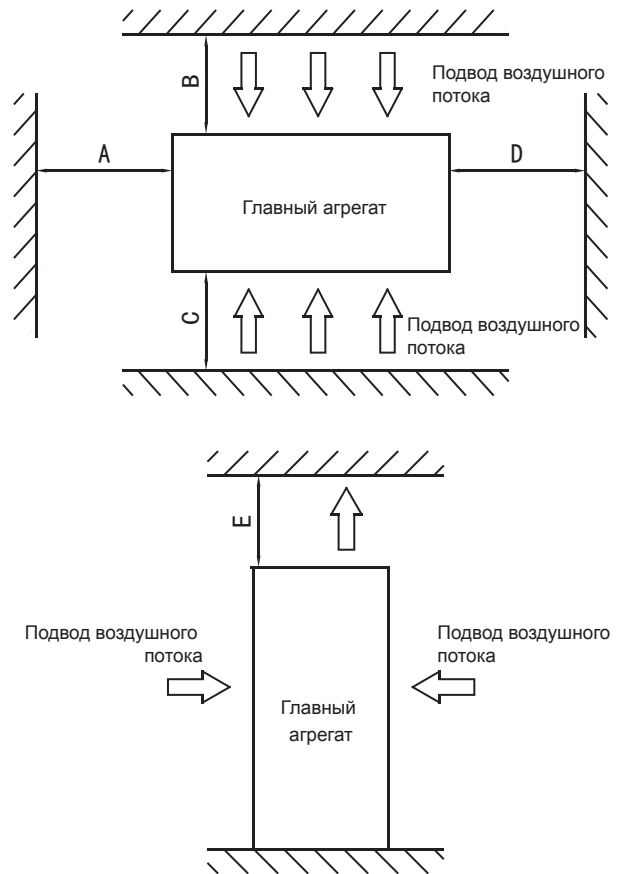 Подвод воздушного
потока
B
A
D
Главный агрегат
C
Подвод воздушного
потока
E
Подвод воздушного
потока
Подвод воздушного
потока
Главный
агрегат